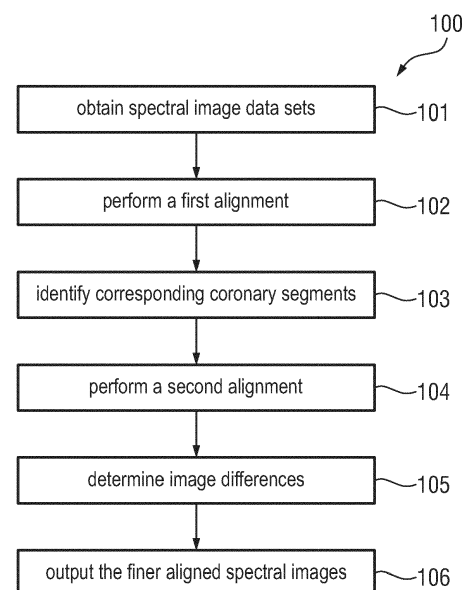 100
obtain spectral image data sets 101
perform a first alignment 102
identify corresponding coronary segments 103
perform a second alignment 104
determine image differences 105
output the finer aligned spectral images 106